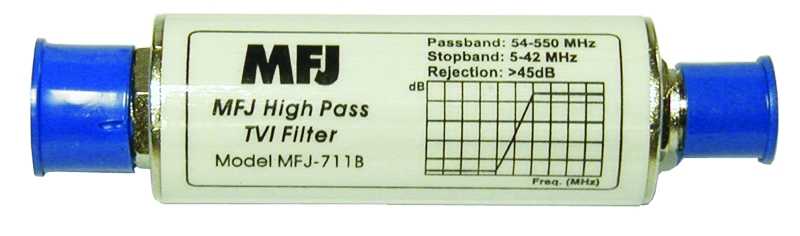 MFJ
MFJ High Pass
TVI Filter
Model MFJ-711B
Passband: 54-550 MHz
Stopband: 5-42 MHz
Rejection: >45dB
dB
dB
Freq. (MHz)